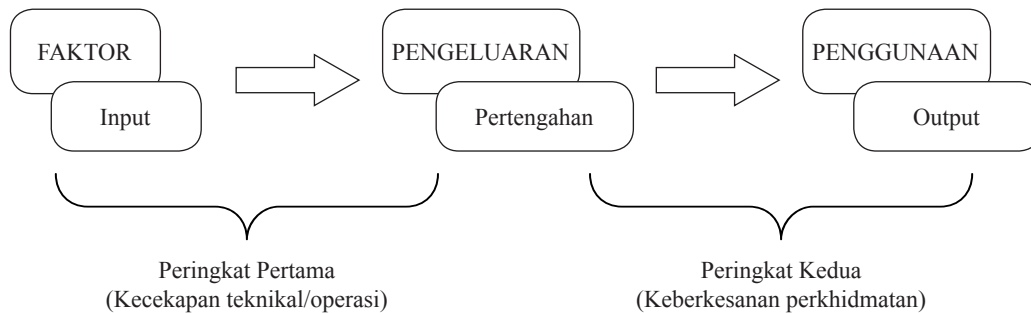 FAKTOR
Input
PENGELUARAN
Pertengahan
PENGGUNAAN
Output
Peringkat Pertama
(Kecekapan teknikal/operasi)
Peringkat Kedua
(Keberkesanan perkhidmatan)